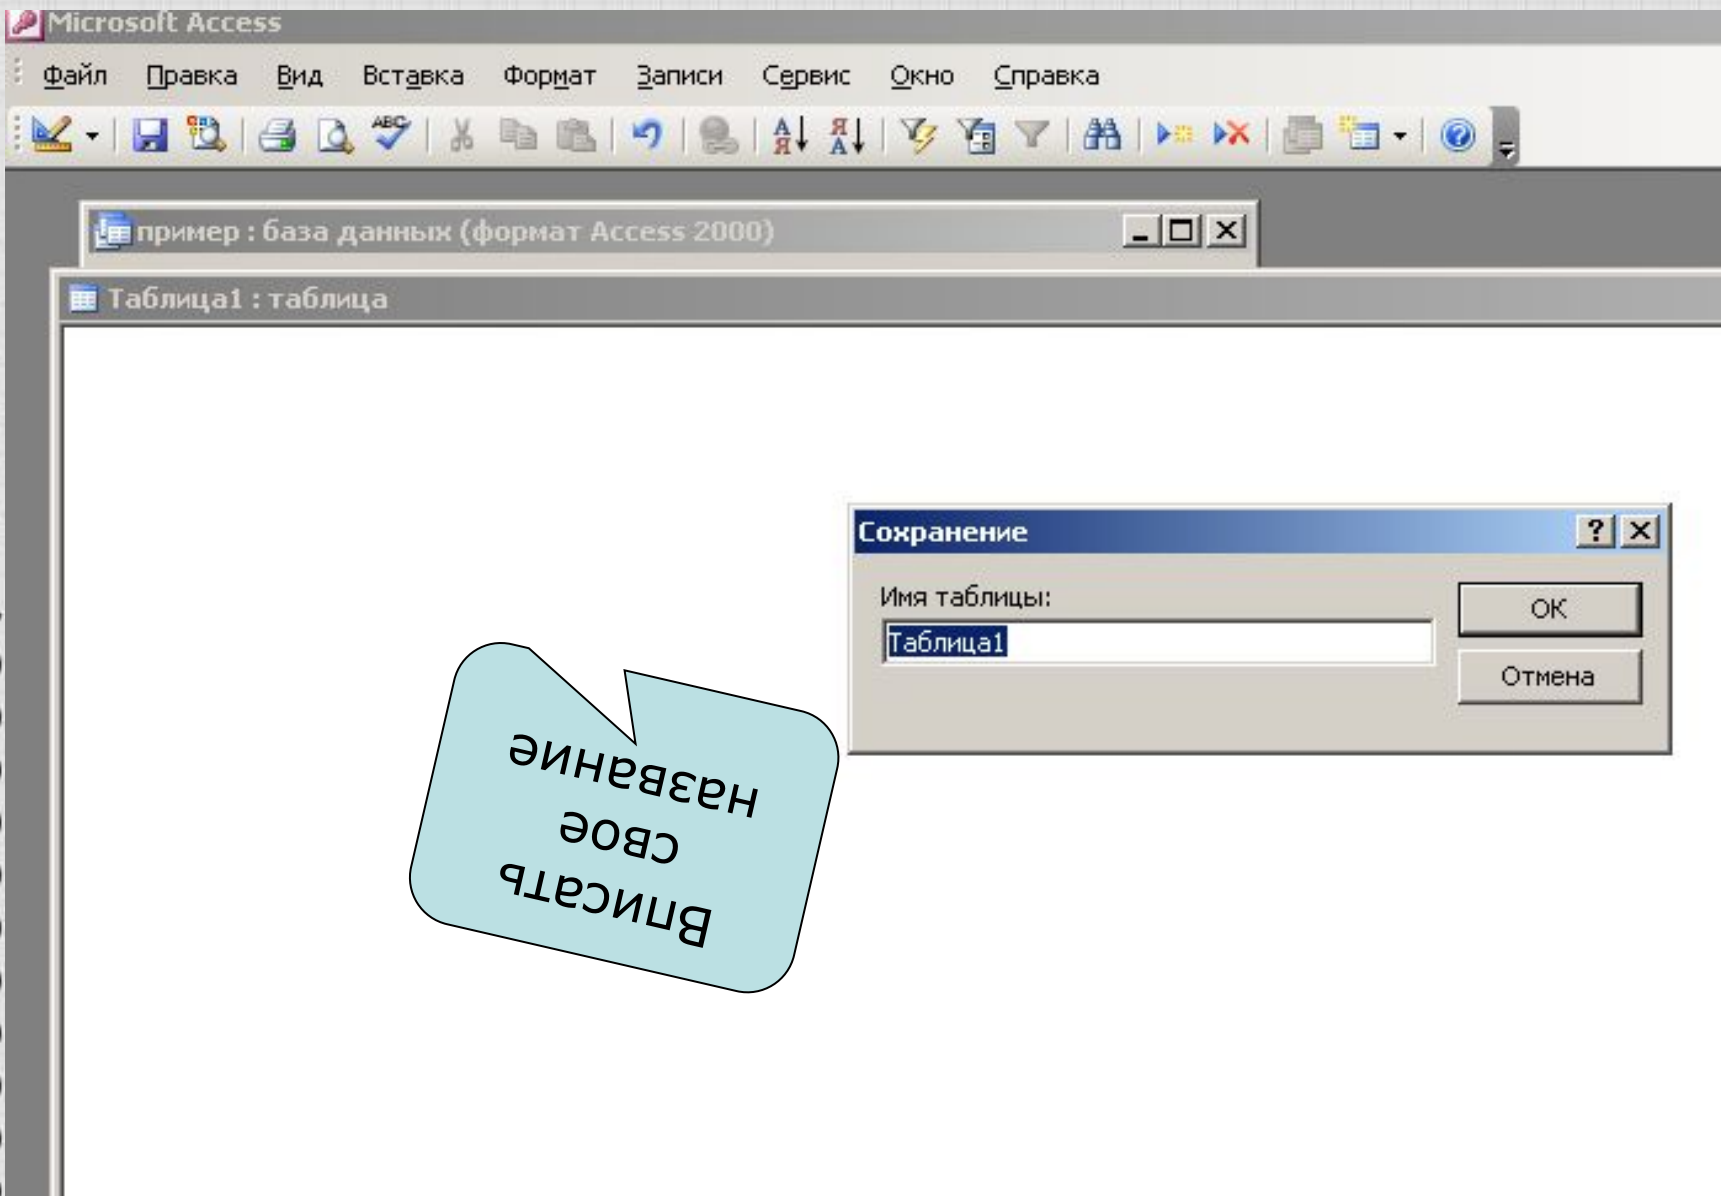 Microsoft Access
Файл Правка Вид Вставка Формат Записи Сервис Окно Справка
пример : база данных (формат Access 2000)
Таблица1 : таблица
Сохранение
Имя таблицы:
Таблица1
ОК
Отмена
Вписать
свое
название